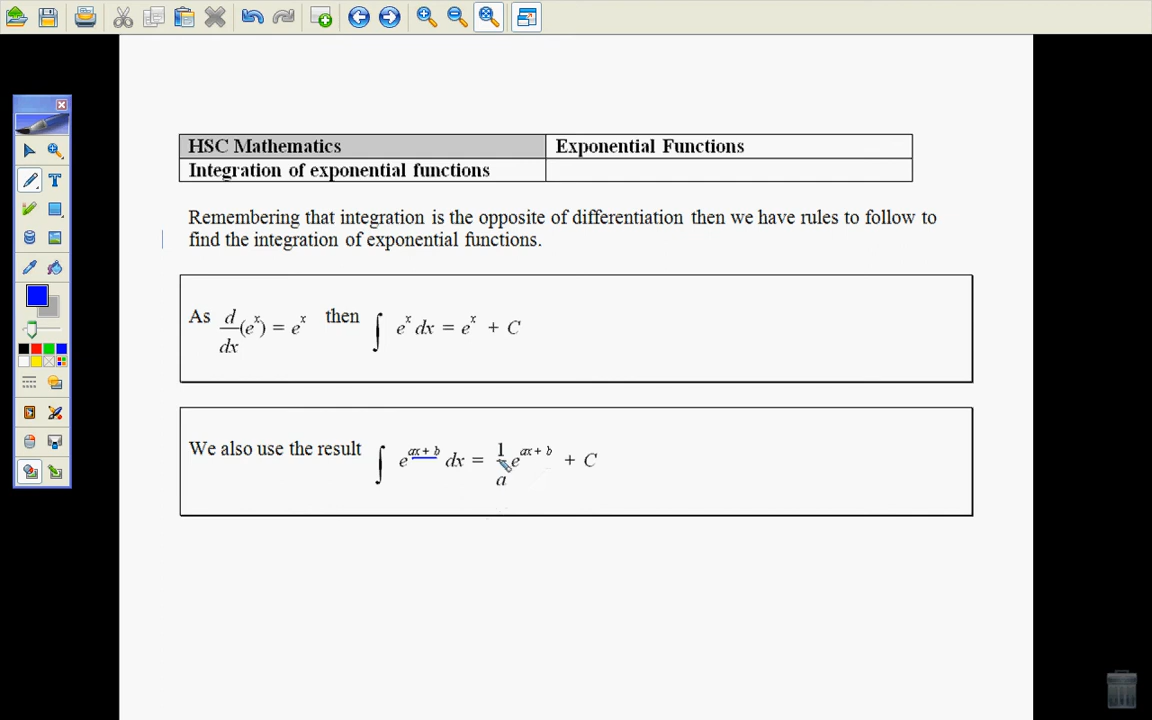 HSC Mathematics Exponential Functions
Integration of exponential functions
Remembering that integration is the opposite of differentiation then we have rules to follow to
find the integration of exponential functions.
As d/dx(e^x) = e^x then ∫ e^x dx = e^x + C
We also use the result ∫ e^(ax + b) dx = 1/a e^(ax + b) + C